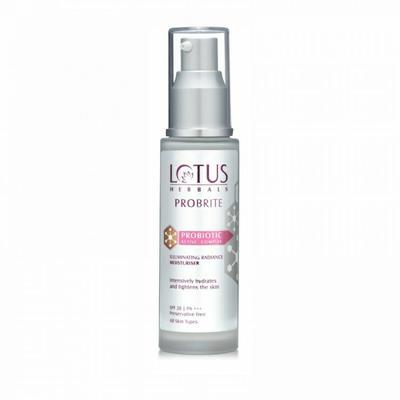 LOTUS
HERBALS
PROBRITE
PROBIOTIC
ACTIVE COMPLEX
ILLUMINATING RADIANCE
MOISTURISER
Intensively hydrates
and tightens the skin
SPF 20 | PA +++
Preservative Free
All Skin Types